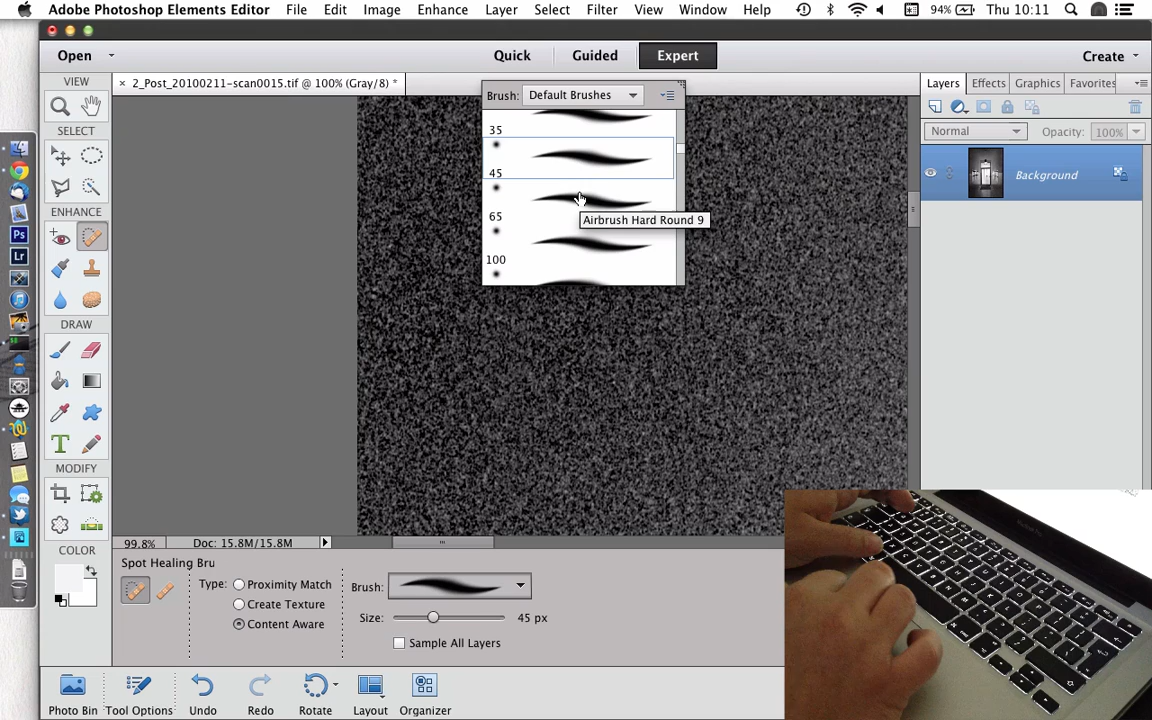 Adobe Photoshop Elements Editor File Edit Image Enhance Layer Select Filter View Window Help 94% Thu 10:11
Open Quick Guided Expert Create
VIEW
× 2_Post_20100211-scan0015.tif @ 100% (Gray/8) *
Layers Effects Graphics Favorites
Brush: Default Brushes
SELECT
Normal Opacity: 100%
35
45
Background
65
Airbrush Hard Round 9
100
ENHANCE
Ps
Lr
DRAW
T
MODIFY
99.8% Doc: 15.8M/15.8M
COLOR
Spot Healing Bru
Type: Proximity Match
Create Texture
Content Aware
Brush:
Size: 45 px
Sample All Layers
Photo Bin Tool Options Undo Redo Rotate Layout Organizer